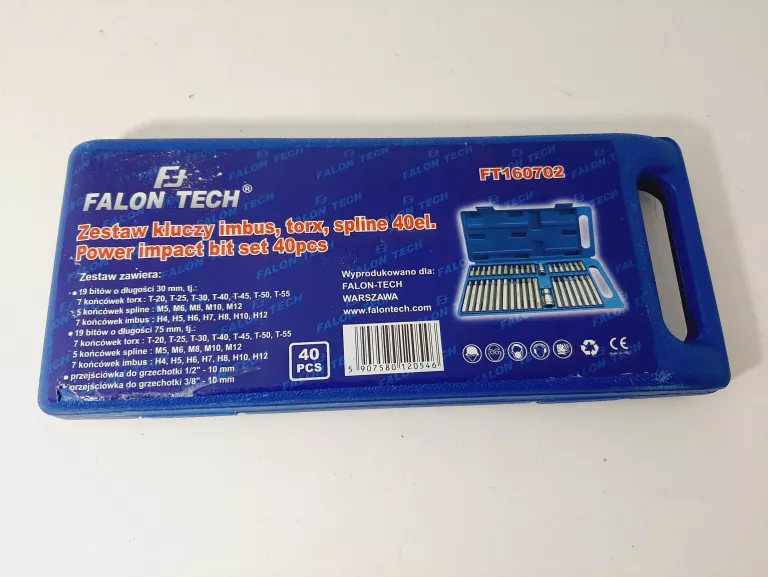 FALON TECH®
FT160702
Zestaw kluczy imbus, torx, spline 40el.
Power impact bit set 40pcs
Zestaw zawiera:
• 19 bitów o długości 30 mm, tj.:
7 końcówek torx : T-20, T-25, T-30, T-40, T-45, T-50, T-55
5 końcówek spline : M5, M6, M8, M10, M12
7 końcówek imbus : H4, H5, H6, H7, H8, H10, H12
• 19 bitów o długości 75 mm, tj.:
7 końcówek torx : T-20, T-25, T-30, T-40, T-45, T-50, T-55
5 końcówek spline : M5, M6, M8, M10, M12
7 końcówek imbus : H4, H5, H6, H7, H8, H10, H12
• przejściówka do grzechotki 1/2" - 10 mm
• przejściówka do grzechotki 3/8" - 10 mm
Wyprodukowano dla:
FALON-TECH
WARSZAWA
www.falontech.com
40
PCS
5 907580 120546
CE